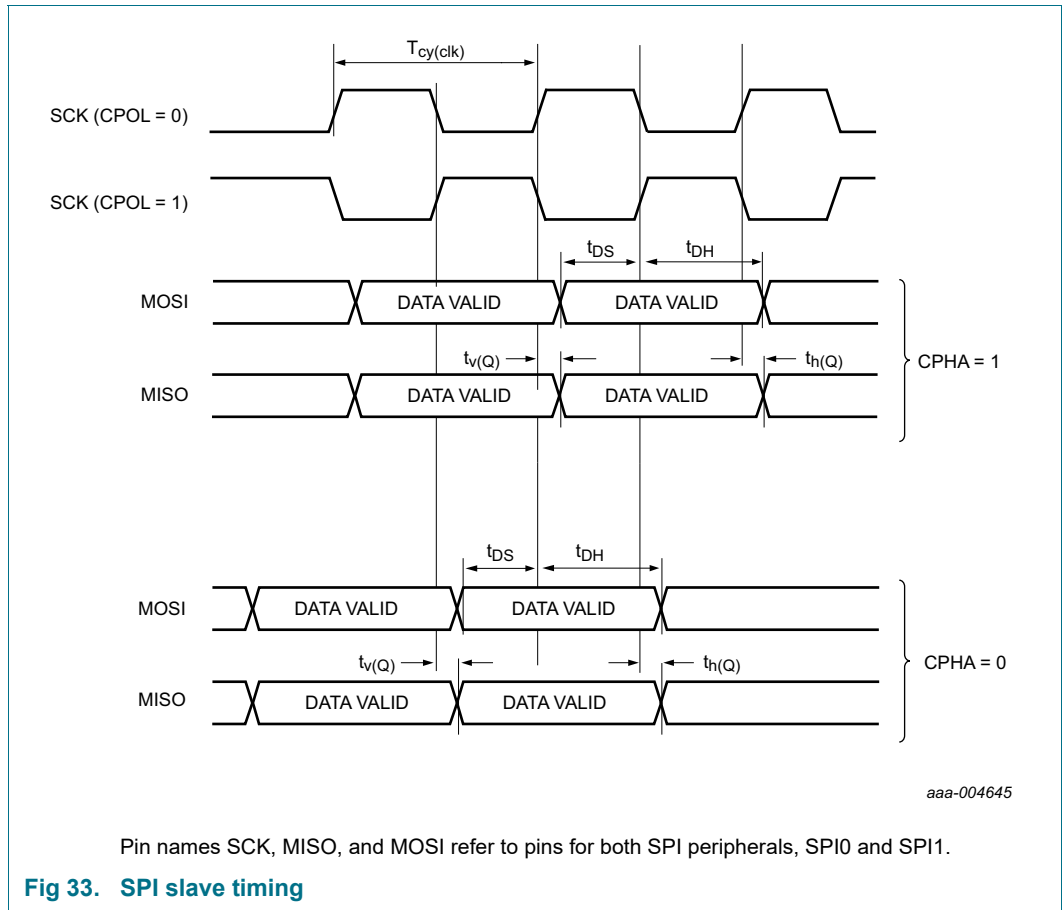 Tcy(clk)
SCK (CPOL = 0)
SCK (CPOL = 1)
tDS tDH
MOSI DATA VALID DATA VALID
tv(Q) th(Q)
CPHA = 1
MISO DATA VALID DATA VALID
tDS tDH
MOSI DATA VALID DATA VALID
tv(Q) th(Q)
CPHA = 0
MISO DATA VALID DATA VALID
aaa-004645
Pin names SCK, MISO, and MOSI refer to pins for both SPI peripherals, SPI0 and SPI1.
Fig 33. SPI slave timing